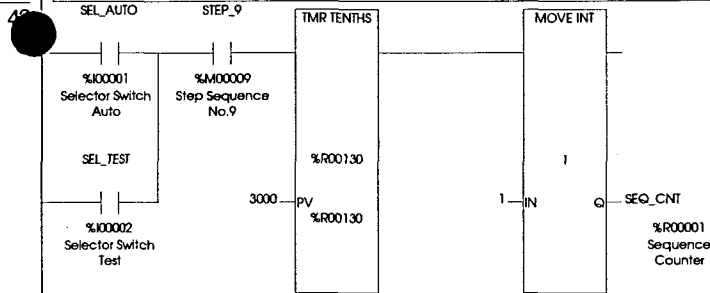 SEL_AUTO
STEP_9
TMR TENTHS
MOVE INT
%I00001
Selector Switch
Auto
%M00009
Step Sequence
No.9
SEL_TEST
%R00130
1
3000
PV
1
IN
Q
SEQ_CNT
%R00130
%I00002
Selector Switch
Test
%R00001
Sequence
Counter